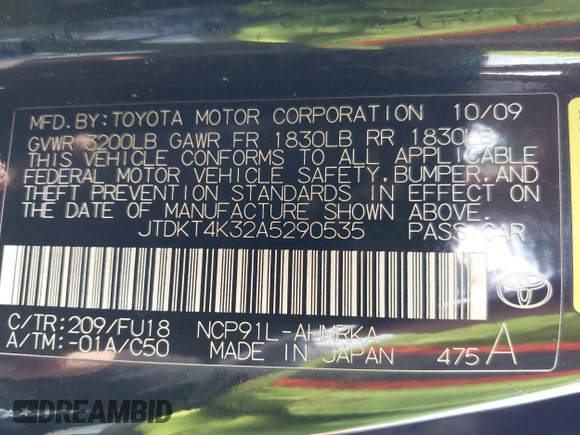 MFD.BY:TOYOTA MOTOR CORPORATION 10/09
GVWR 3200LB GAWR FR 1830LB RR 1830LB
THIS VEHICLE CONFORMS TO ALL APPLICABLE
FEDERAL MOTOR VEHICLE SAFETY, BUMPER, AND
THEFT PREVENTION STANDARDS IN EFFECT ON
THE DATE OF MANUFACTURE SHOWN ABOVE.
JTDKT4K32A5290535 PASS.CAR
C/TR:209/FU18 NCP91L-AHMRKA
A/TM:-01A/C50 MADE IN JAPAN 475A
DREAMBID